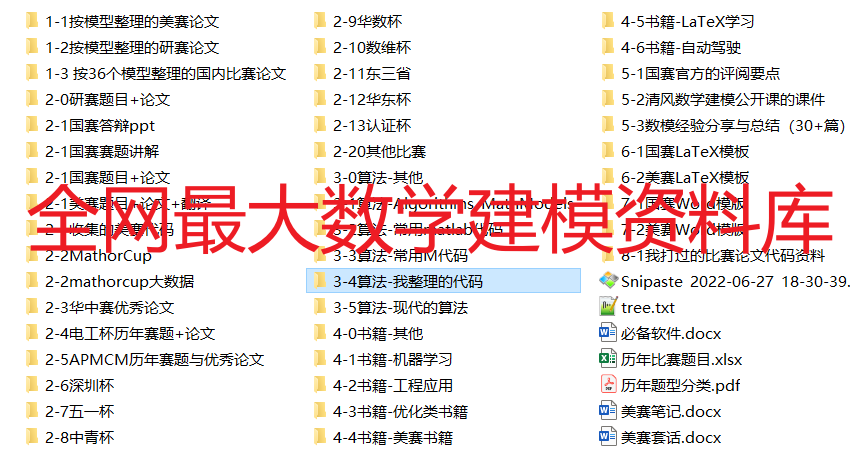 1-1按模型整理的美赛论文
1-2按模型整理的研赛论文
1-3 按36个模型整理的国内比赛论文
2-0研赛题目+论文
2-1国赛答辩ppt
2-1国赛赛题讲解
2-1国赛题目+论文
2-1美赛题目+论文+翻译
2-1收集的美赛代码
2-2MathorCup
2-2mathorcup大数据
2-3华中赛优秀论文
2-4电工杯历年赛题+论文
2-5APMCM历年赛题与优秀论文
2-6深圳杯
2-7五一杯
2-8中青杯
2-9华数杯
2-10数维杯
2-11东三省
2-12华东杯
2-13认证杯
2-20其他比赛
3-0算法-其他
3-1算法-Algorithms_MathModels
3-2算法-常用matlab代码
3-3算法-常用M代码
3-4算法-我整理的代码
3-5算法-现代的算法
4-0书籍-其他
4-1书籍-机器学习
4-2书籍-工程应用
4-3书籍-优化类书籍
4-4书籍-美赛书籍
4-5书籍-LaTeX学习
4-6书籍-自动驾驶
5-1国赛官方的评阅要点
5-2清风数学建模公开课的课件
5-3数模经验分享与总结（30+篇）
6-1国赛LaTeX模板
6-2美赛LaTeX模板
7-1国赛Word模版
7-2美赛Word模版
8-1我打过的比赛论文代码资料
Snipaste 2022-06-27 18-30-39.
tree.txt
必备软件.docx
历年比赛题目.xlsx
历年题型分类.pdf
美赛笔记.docx
美赛套话.docx
全网最大数学建模资料库